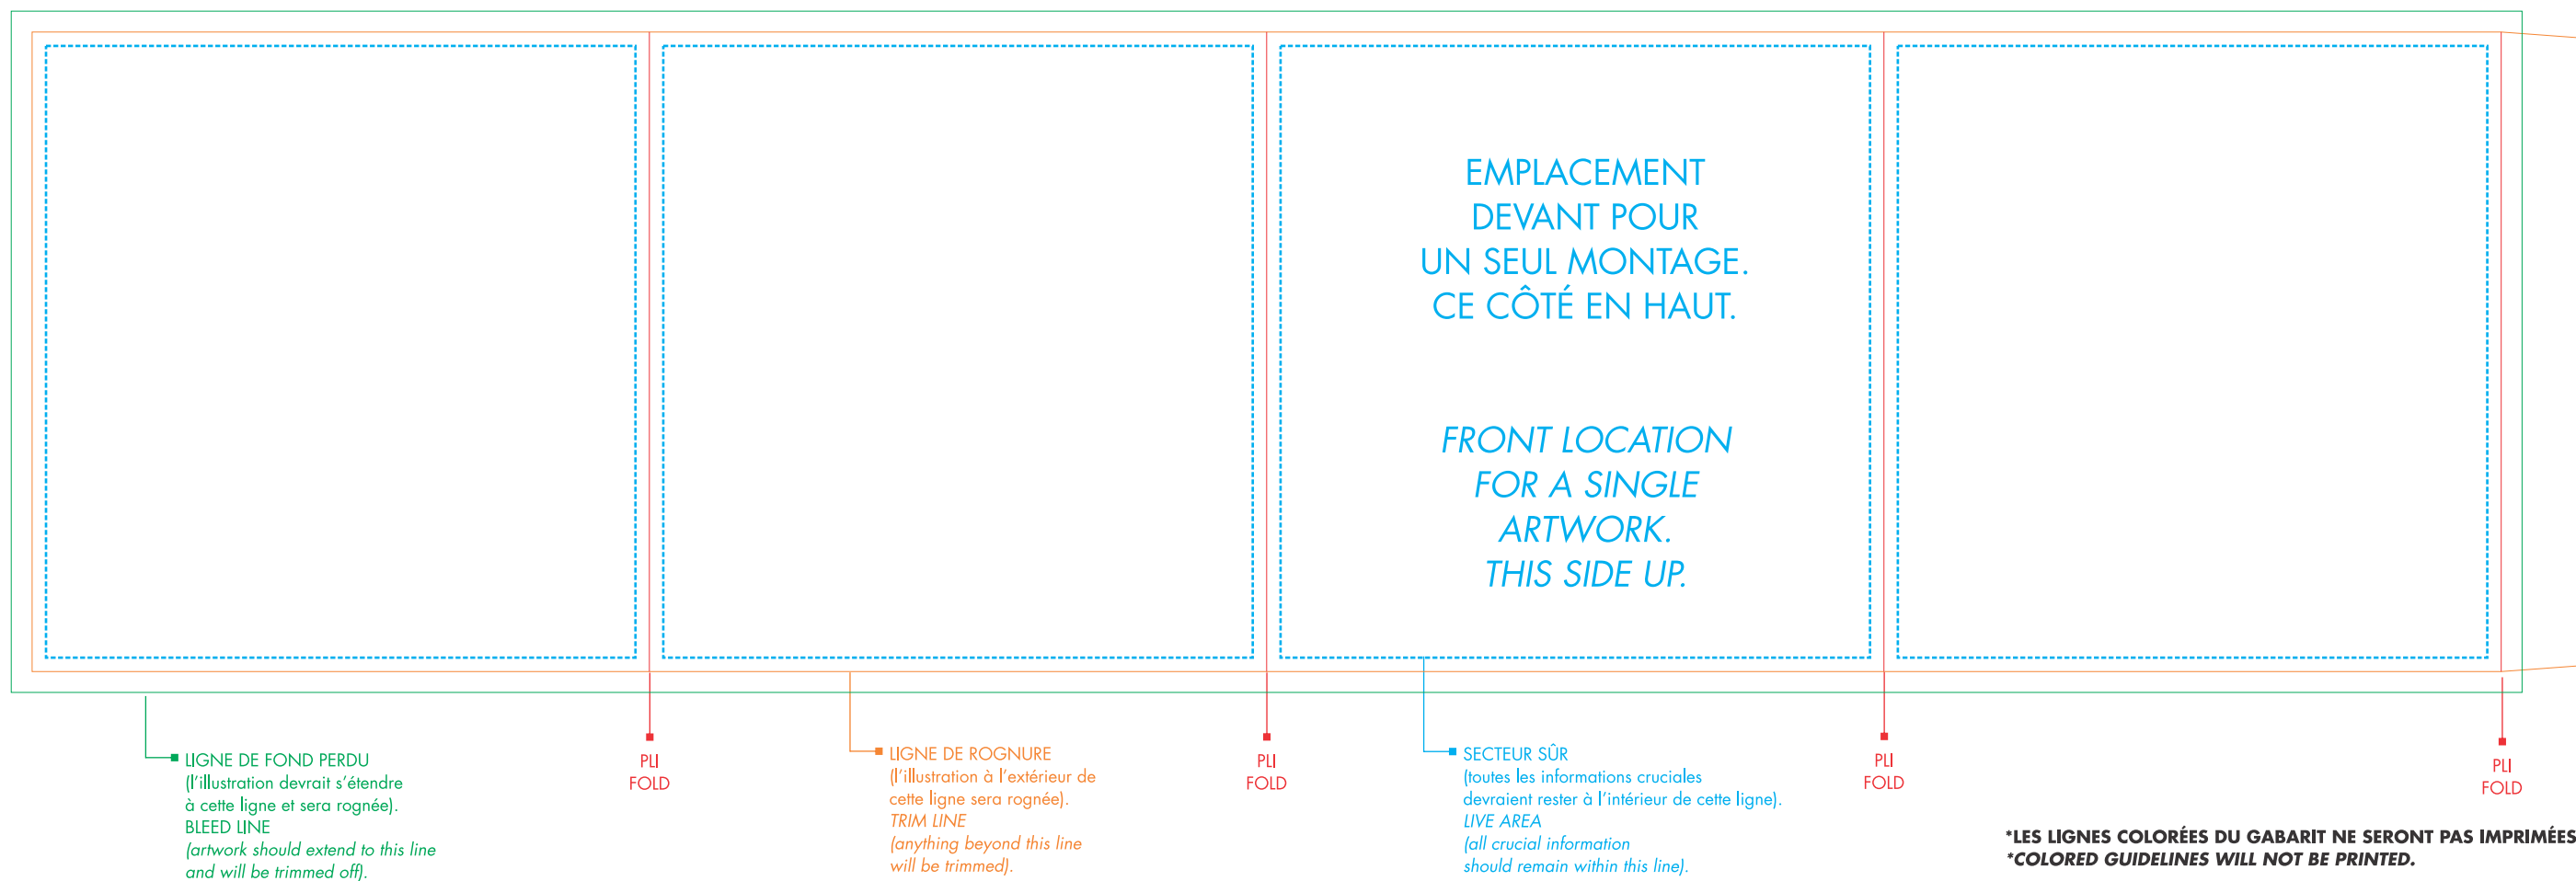 EMPLACEMENT
DEVANT POUR
UN SEUL MONTAGE.
CE CÔTÉ EN HAUT.
FRONT LOCATION
FOR A SINGLE
ARTWORK.
THIS SIDE UP.
LIGNE DE FOND PERDU
(l'illustration devrait s'étendre
à cette ligne et sera rognée).
BLEED LINE
(artwork should extend to this line
and will be trimmed off).
PLI
FOLD
LIGNE DE ROGNURE
(l'illustration à l'extérieur de
cette ligne sera rognée).
TRIM LINE
(anything beyond this line
will be trimmed).
PLI
FOLD
SECTEUR SÛR
(toutes les informations cruciales
devraient rester à l'intérieur de cette ligne).
LIVE AREA
(all crucial information
should remain within this line).
PLI
FOLD
PLI
FOLD
*LES LIGNES COLORÉES DU GABARIT NE SERONT PAS IMPRIMÉES
*COLORED GUIDELINES WILL NOT BE PRINTED.